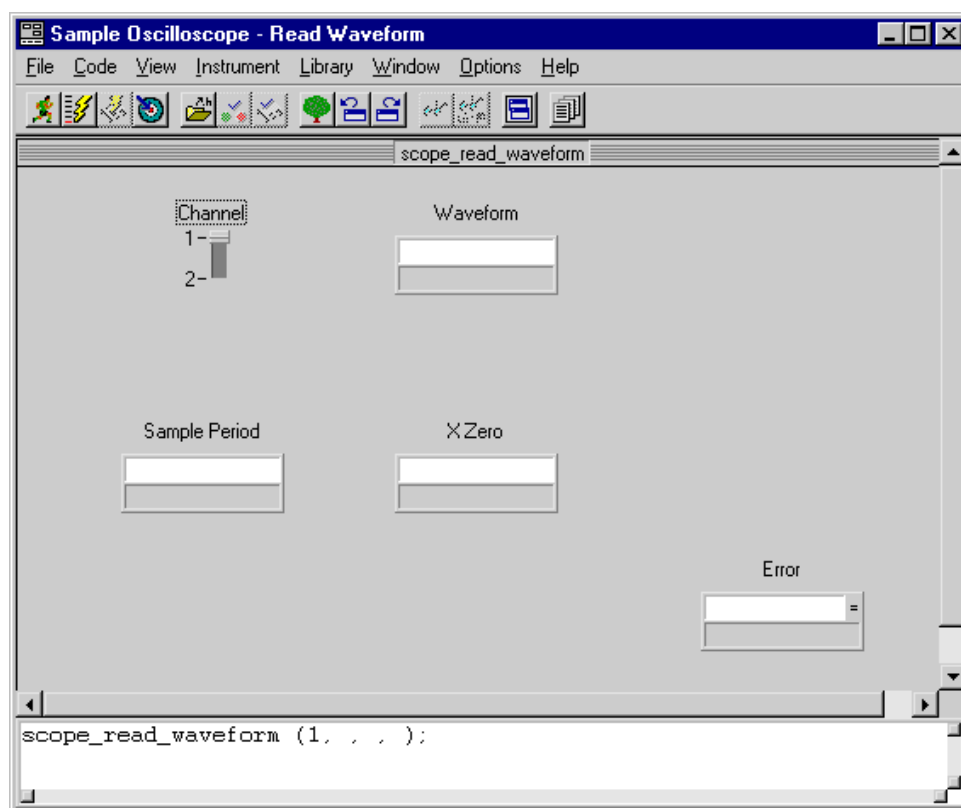 Sample Oscilloscope - Read Waveform
File Code View Instrument Library Window Options Help
scope_read_waveform
Channel Waveform
1-
2-
Sample Period X Zero
Error
=
scope_read_waveform (1, , , );